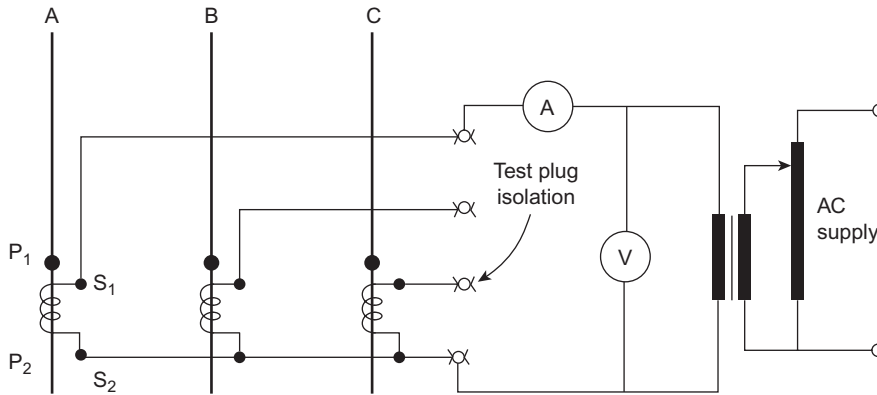 A
B
C
A
Test plug
isolation
AC
supply
V
P₁
S₁
P₂
S₂